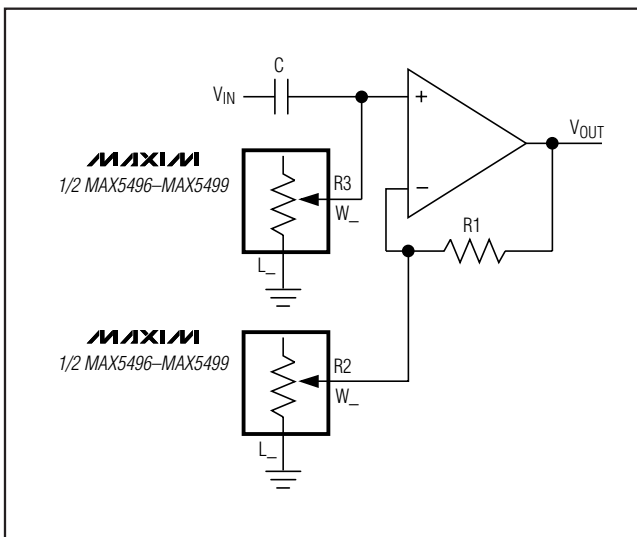 C
V_IN
+
V_OUT
MAXIM
1/2 MAX5496–MAX5499
R3
W_
L_
−
R1
MAXIM
1/2 MAX5496–MAX5499
R2
W_
L_